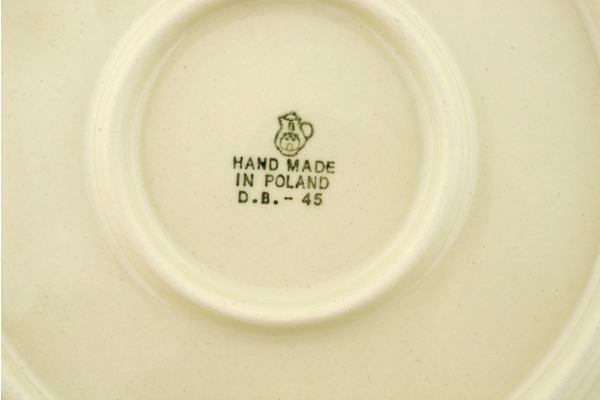 HAND MADE
IN POLAND
D.B.- 45